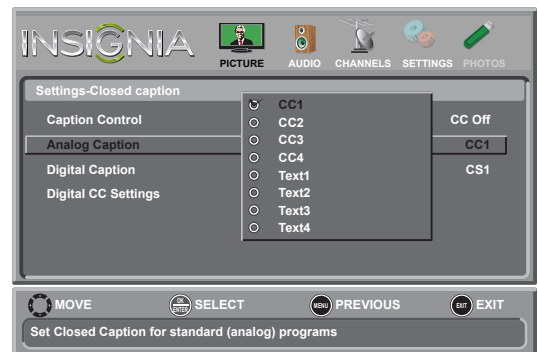 INSIGNIA
PICTURE AUDIO CHANNELS SETTINGS PHOTOS
Settings-Closed caption
Caption Control CC Off
Analog Caption CC1
Digital Caption CS1
Digital CC Settings
CC1
CC2
CC3
CC4
Text1
Text2
Text3
Text4
MOVE OK ENTER SELECT MENU PREVIOUS EXIT EXIT
Set Closed Caption for standard (analog) programs